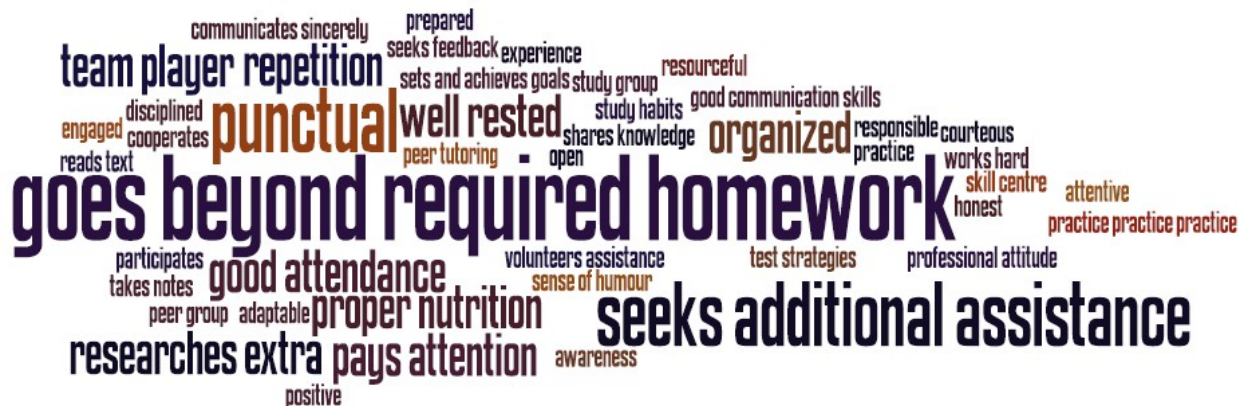 communicates sincerely
prepared
team player
repetition
seeks feedback
experience
sets and achieves goals
study group
resourceful
disciplined
engaged
cooperates
punctual
well rested
study habits
good communication skills
shares knowledge
organized
responsible
courteous
reads text
peer tutoring
open
practice
works hard
goes beyond required homework
skill centre
attentive
honest
practice practice practice
participates
good attendance
volunteers assistance
test strategies
professional attitude
takes notes
sense of humour
peer group
adaptable
proper nutrition
seeks additional assistance
researches extra
pays attention
awareness
positive